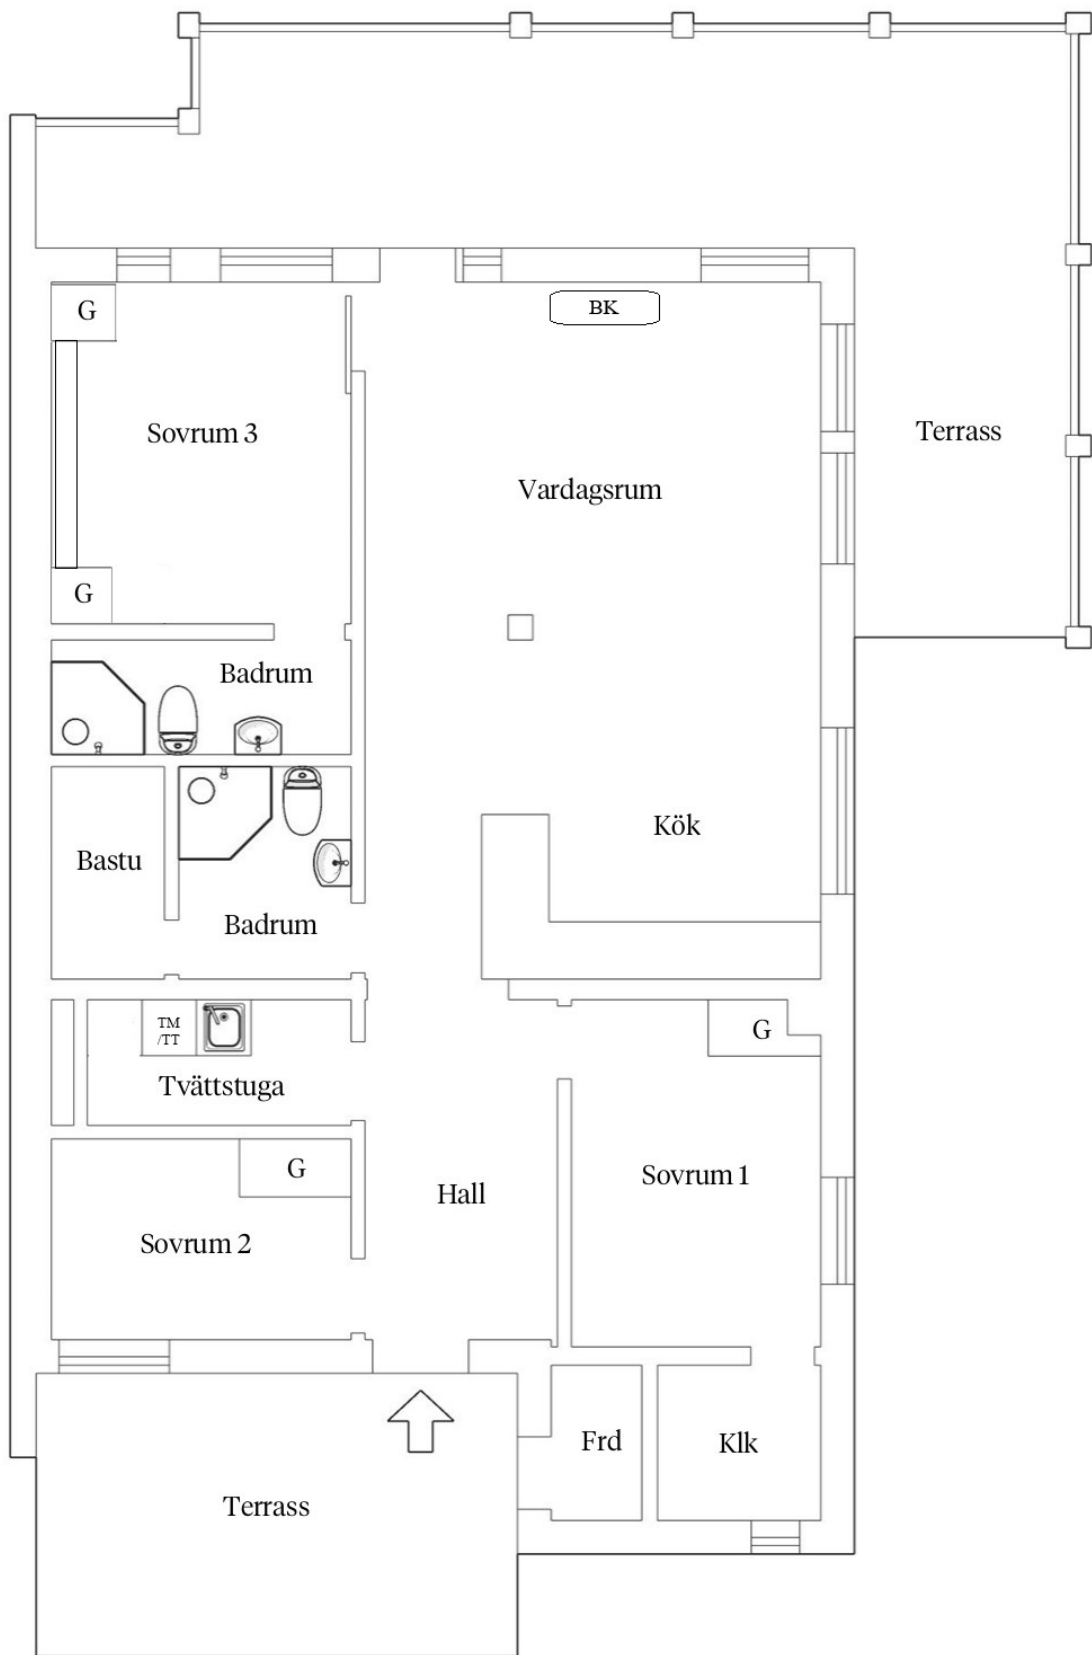 G
BK
Sovrum 3
Terrass
Vardagsrum
G
Badrum
Kök
Bastu
Badrum
TM
/TT
G
Tvättstuga
G
Sovrum 1
Hall
Sovrum 2
Frd
Klk
Terrass